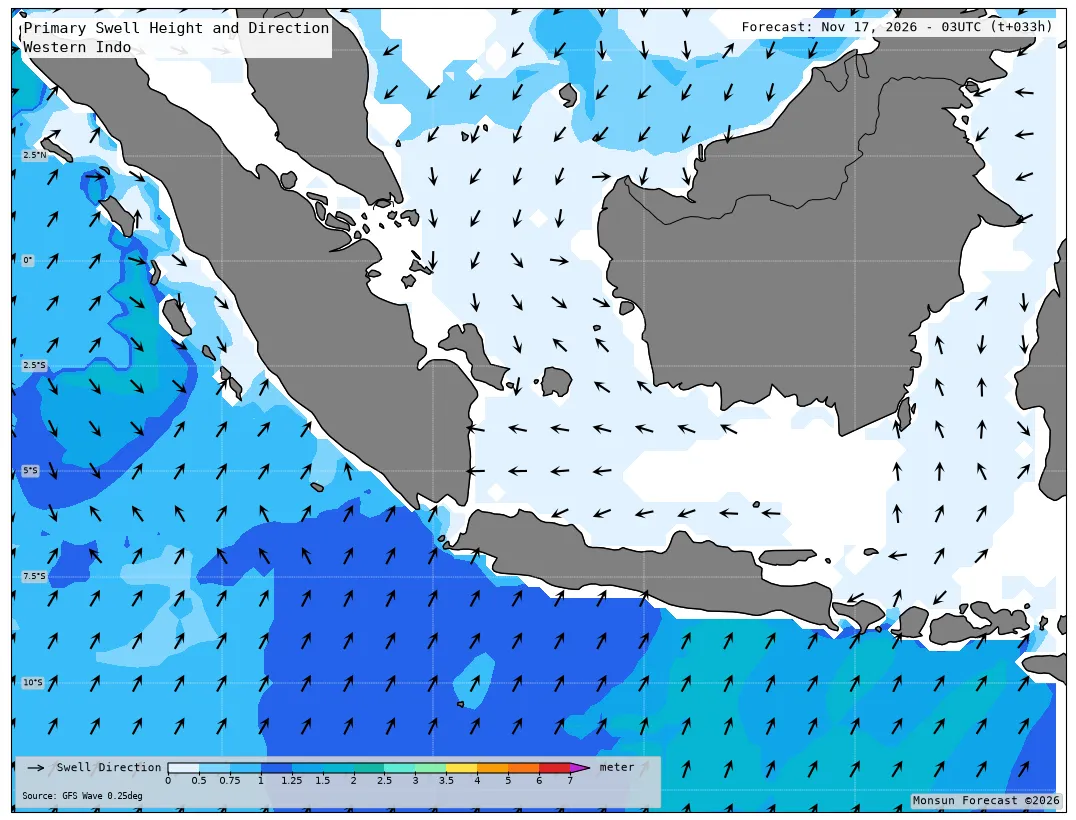 Primary Swell Height and Direction
Western Indo
Forecast: Nov 17, 2026 - 03UTC (t+033h)
2.5°N
0°
2.5°S
5°S
7.5°S
10°S
Swell Direction
0 0.5 0.75 1 1.25 1.5 2 2.5 3 3.5 4 5 6 7
meter
Source: GFS Wave 0.25deg
Monsun Forecast ©2026